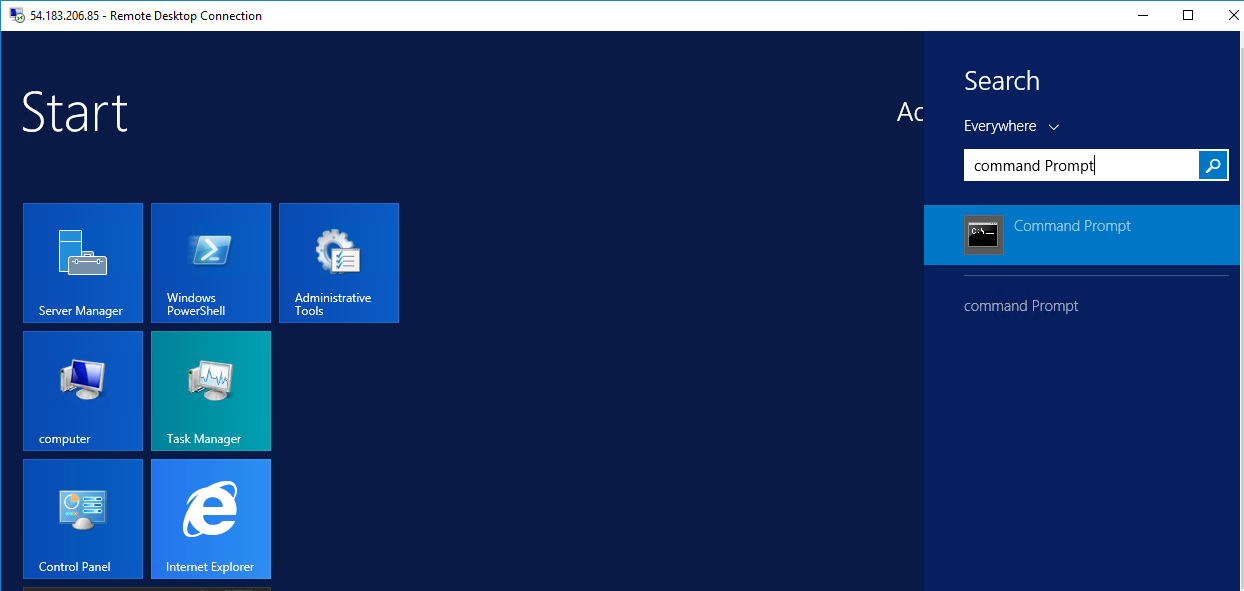 54.183.206.85 - Remote Desktop Connection
Start
Ac
Search
Everywhere
command Prompt
Command Prompt
command Prompt
Server Manager
Windows
PowerShell
Administrative
Tools
computer
Task Manager
Control Panel
Internet Explorer
C:\_